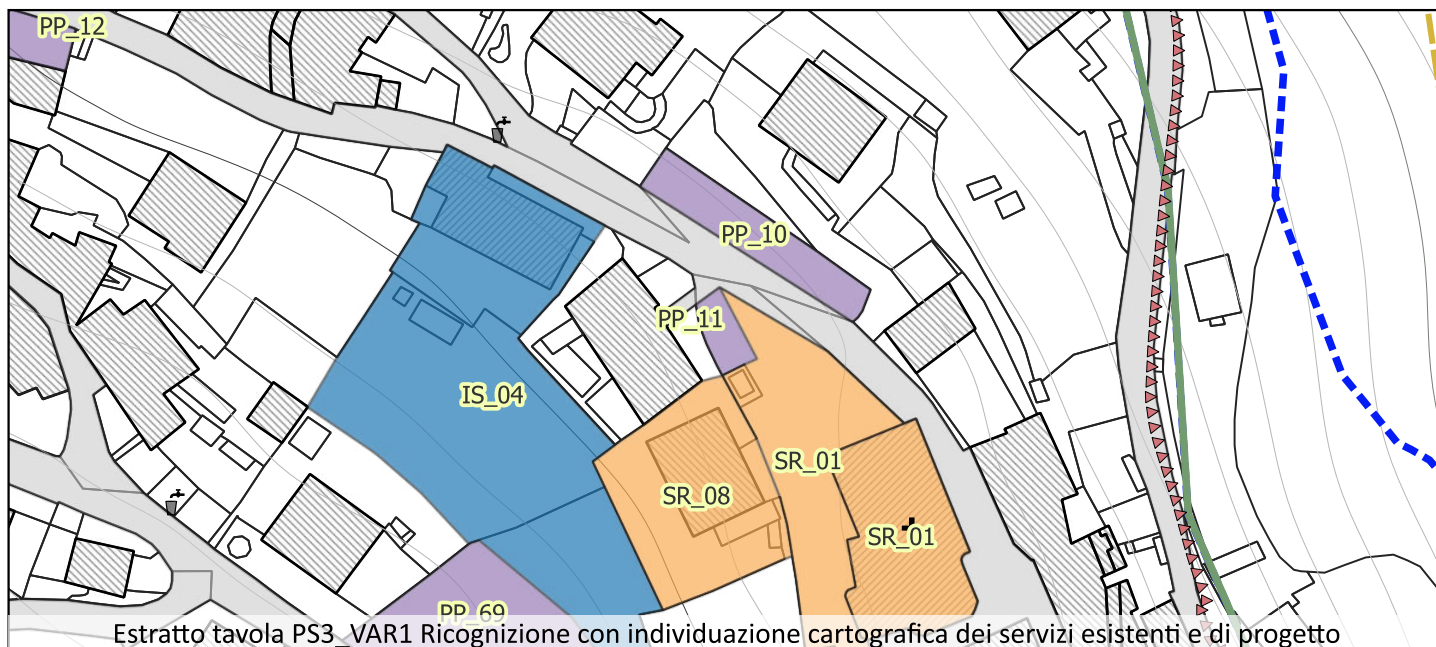 PP_12
PP_10
PP_11
IS_04
SR_01
SR_08
SR_01
PP_69
Estratto tavola PS3_VAR1 Ricognizione con individuazione cartografica dei servizi esistenti e di progetto